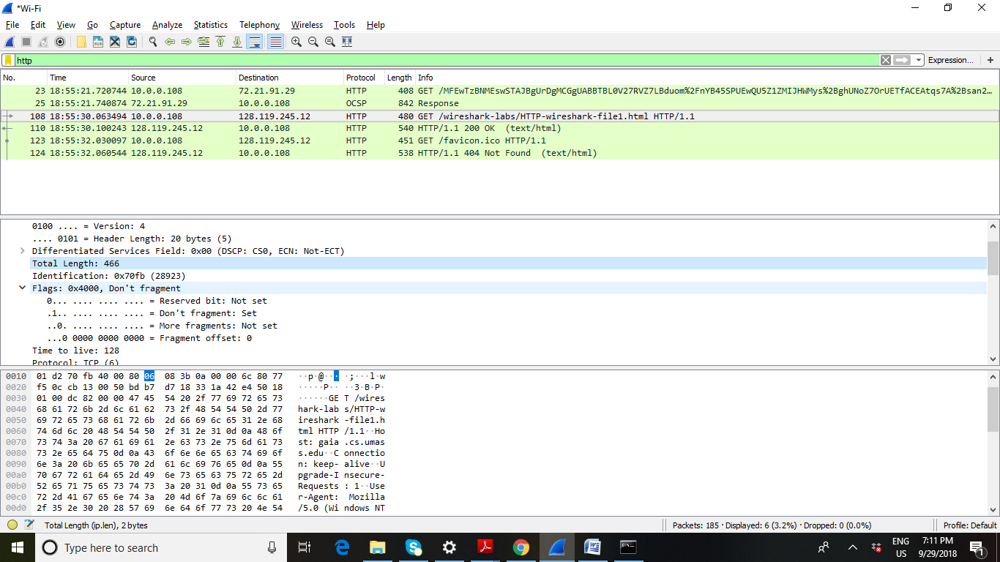 *Wi-Fi
File Edit View Go Capture Analyze Statistics Telephony Wireless Tools Help
http
Expression... +
No. Time Source Destination Protocol Length Info
23 18:55:21.720744 10.0.0.108 72.21.91.29 HTTP 408 GET /MFEwTzBNMEswSTAJBgUrDgMCGgUABBTBL0V27RVZ7LBduom%2FnYB45SPUEwQU5Z1ZMIJHWMys%2BghUNoZ7OrUETfACEAtqs7A%2Bsan2…
25 18:55:21.740874 72.21.91.29 10.0.0.108 OCSP 842 Response
108 18:55:30.063494 10.0.0.108 128.119.245.12 HTTP 480 GET /wireshark-labs/HTTP-wireshark-file1.html HTTP/1.1
110 18:55:30.100243 128.119.245.12 10.0.0.108 HTTP 540 HTTP/1.1 200 OK (text/html)
123 18:55:32.030097 10.0.0.108 128.119.245.12 HTTP 451 GET /favicon.ico HTTP/1.1
124 18:55:32.060544 128.119.245.12 10.0.0.108 HTTP 538 HTTP/1.1 404 Not Found (text/html)
0100 .... = Version: 4
.... 0101 = Header Length: 20 bytes (5)
Differentiated Services Field: 0x00 (DSCP: CS0, ECN: Not-ECT)
Total Length: 466
Identification: 0x70fb (28923)
Flags: 0x4000, Don't fragment
0... .... .... .... = Reserved bit: Not set
.1.. .... .... .... = Don't fragment: Set
..0. .... .... .... = More fragments: Not set
...0 0000 0000 0000 = Fragment offset: 0
Time to live: 128
Protocol: TCP (6)
0010 01 d2 70 fb 40 00 80 06 08 3b 0a 00 00 6c 80 77 ··p·@··· ·;···l·w
0020 f5 0c cb 13 00 50 bd b7 d7 18 33 1a 42 e4 50 18 ·····P·· ··3·B·P·
0030 01 00 dc 82 00 00 47 45 54 20 2f 77 69 72 65 73 ······GE T /wires
0040 68 61 72 6b 2d 6c 61 62 73 2f 48 54 54 50 2d 77 hark-lab s/HTTP-w
0050 69 72 65 73 68 61 72 6b 2d 66 69 6c 65 31 2e 68 ireshark -file1.h
0060 74 6d 6c 20 48 54 54 50 2f 31 2e 31 0d 0a 48 6f tml HTTP /1.1··Ho
0070 73 74 3a 20 67 61 69 61 2e 63 73 2e 75 6d 61 73 st: gaia .cs.umas
0080 73 2e 65 64 75 0d 0a 43 6f 6e 6e 65 63 74 69 6f s.edu··C onnectio
0090 6e 3a 20 6b 65 65 70 2d 61 6c 69 76 65 0d 0a 55 n: keep- alive··U
00a0 70 67 72 61 64 65 2d 49 6e 73 65 63 75 72 65 2d pgrade-I nsecure-
00b0 52 65 71 75 65 73 74 73 3a 20 31 0d 0a 55 73 65 Requests : 1··Use
00c0 72 2d 41 67 65 6e 74 3a 20 4d 6f 7a 69 6c 6c 61 r-Agent: Mozilla
00d0 2f 35 2e 30 20 28 57 69 6e 64 6f 77 73 20 4e 54 /5.0 (Wi ndows NT
Total Length (ip.len), 2 bytes
Packets: 185 · Displayed: 6 (3.2%) · Dropped: 0 (0.0%)
Profile: Default
Type here to search
ENG
US
7:11 PM
9/29/2018
1